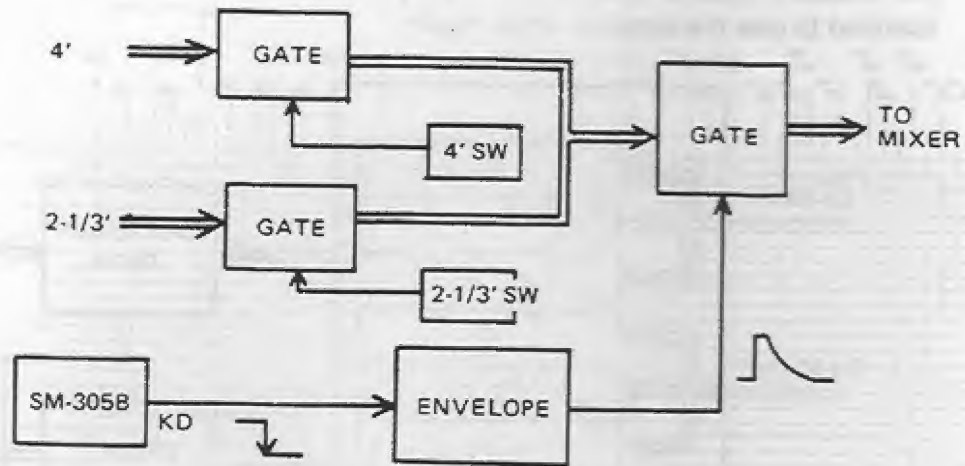 4'
GATE
4' SW
2-1/3'
GATE
2-1/3' SW
GATE
TO
MIXER
SM-305B
KD
ENVELOPE